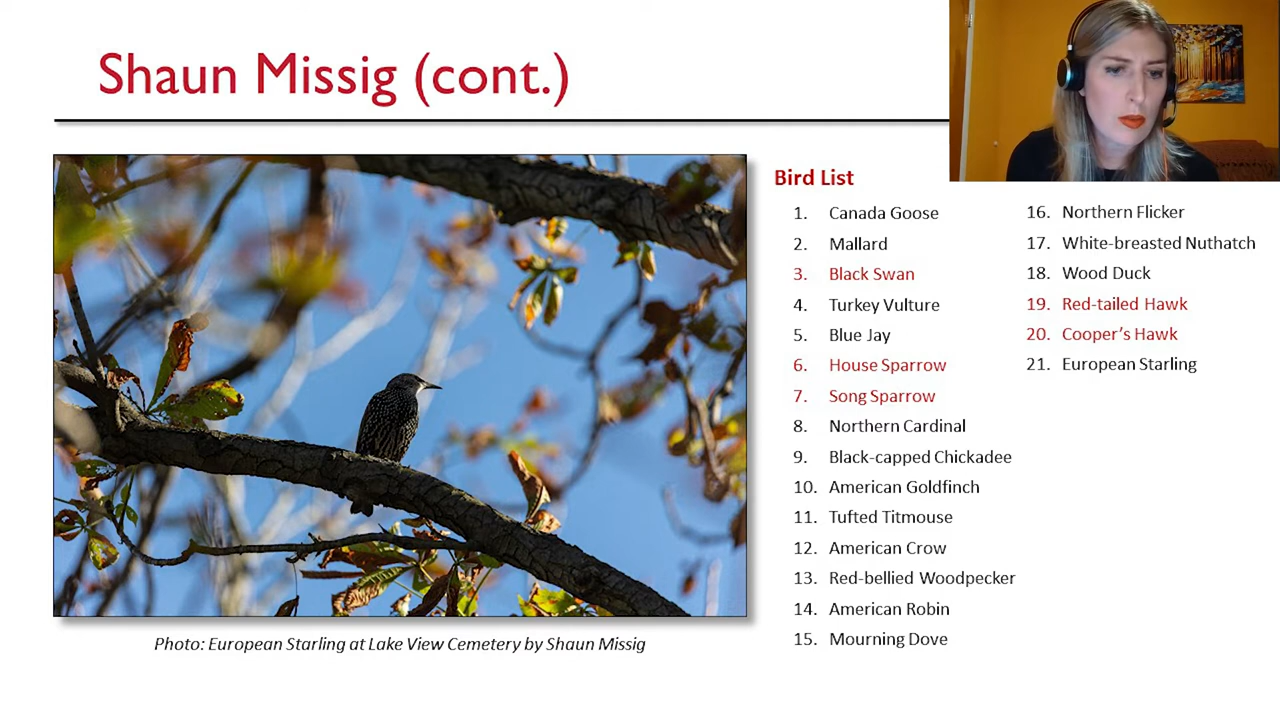 Shaun Missig (cont.)
Bird List
1. Canada Goose
2. Mallard
3. Black Swan
4. Turkey Vulture
5. Blue Jay
6. House Sparrow
7. Song Sparrow
8. Northern Cardinal
9. Black-capped Chickadee
10. American Goldfinch
11. Tufted Titmouse
12. American Crow
13. Red-bellied Woodpecker
14. American Robin
15. Mourning Dove
16. Northern Flicker
17. White-breasted Nuthatch
18. Wood Duck
19. Red-tailed Hawk
20. Cooper’s Hawk
21. European Starling
Photo: European Starling at Lake View Cemetery by Shaun Missig